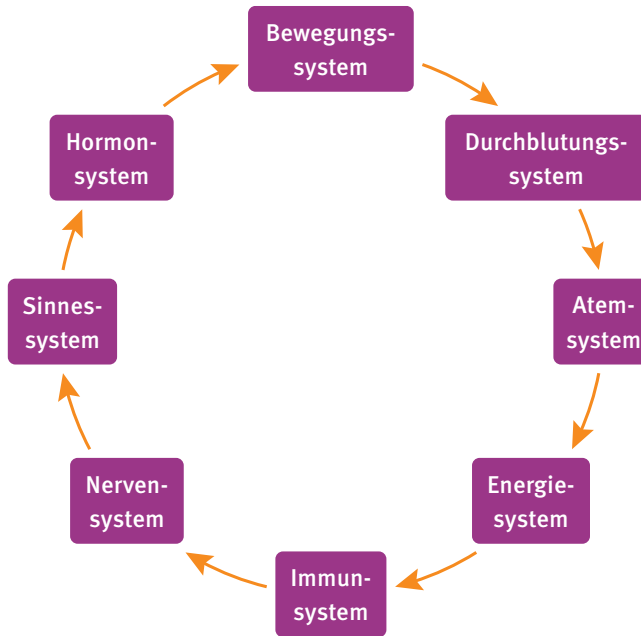 Bewegungs-
system
Durchblutungs-
system
Atem-
system
Energie-
system
Immun-
system
Nerven-
system
Sinnes-
system
Hormon-
system